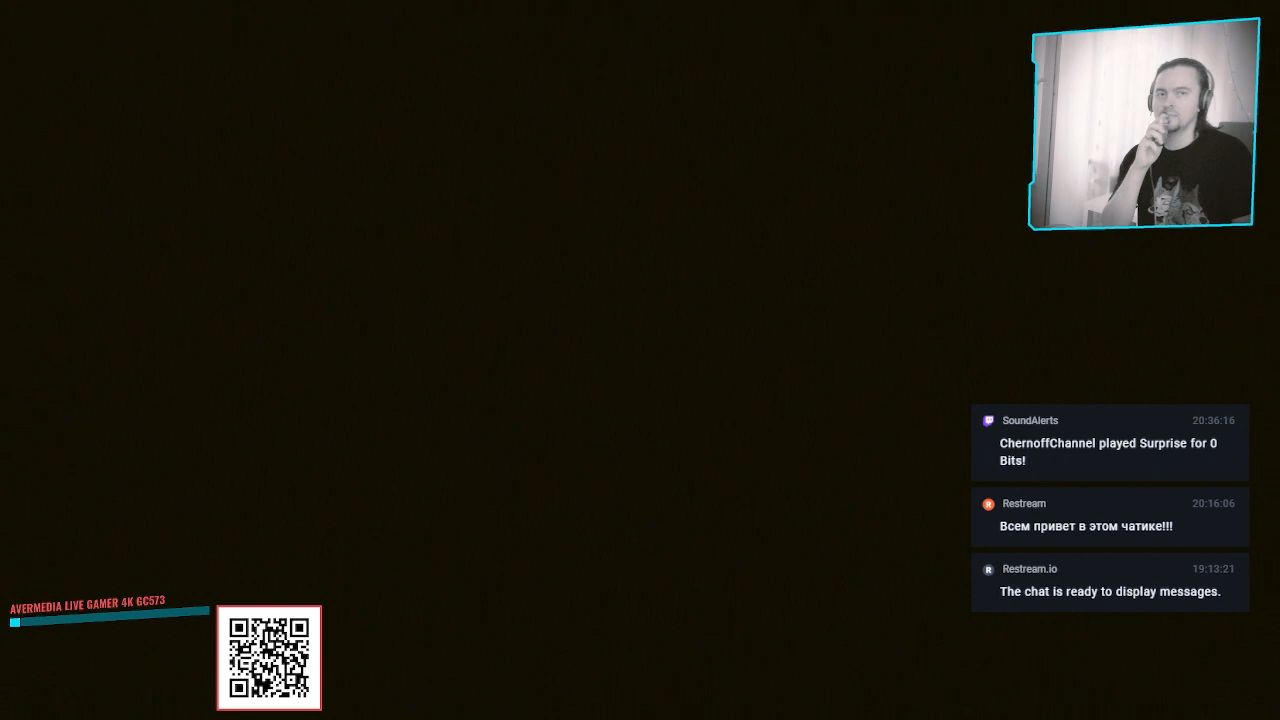 SoundAlerts 20:36:16
ChernoffChannel played Surprise for 0
Bits!
Restream 20:16:06
Всем привет в этом чатике!!!
Restream.io 19:13:21
The chat is ready to display messages.
AVERMEDIA LIVE GAMER 4K GC573